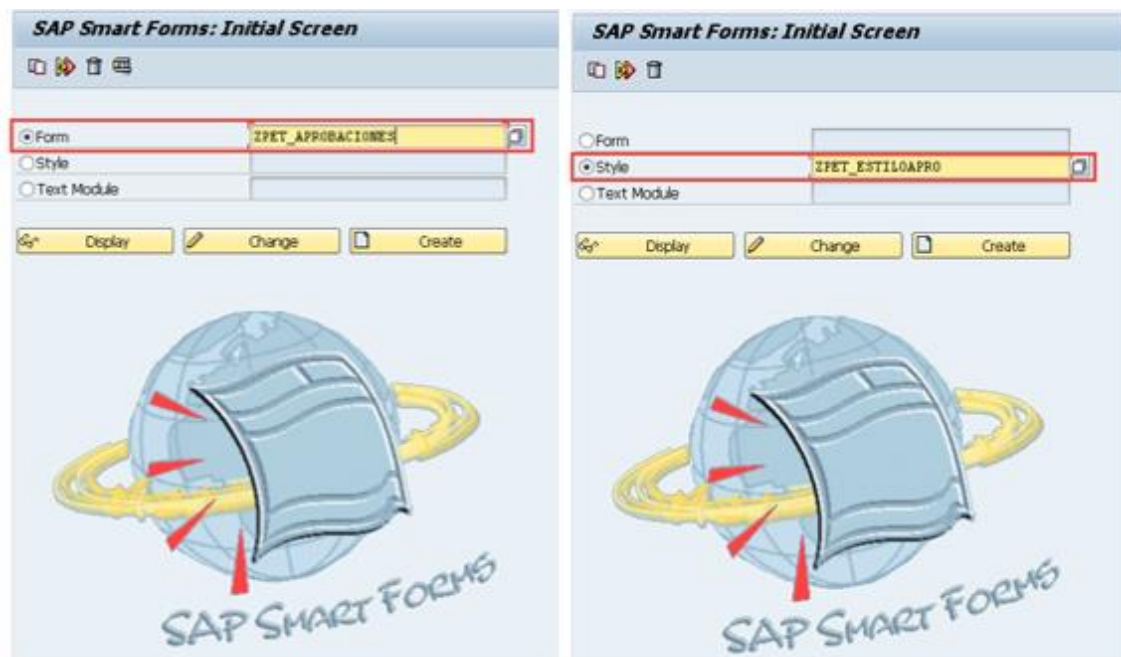 SAP Smart Forms: Initial Screen
Form ZPET_APROBACIONES
Style
Text Module
Display Change Create
SAP SMART FORMS
SAP Smart Forms: Initial Screen
Form
Style ZPET_ESTILOAPRO
Text Module
Display Change Create
SAP SMART FORMS